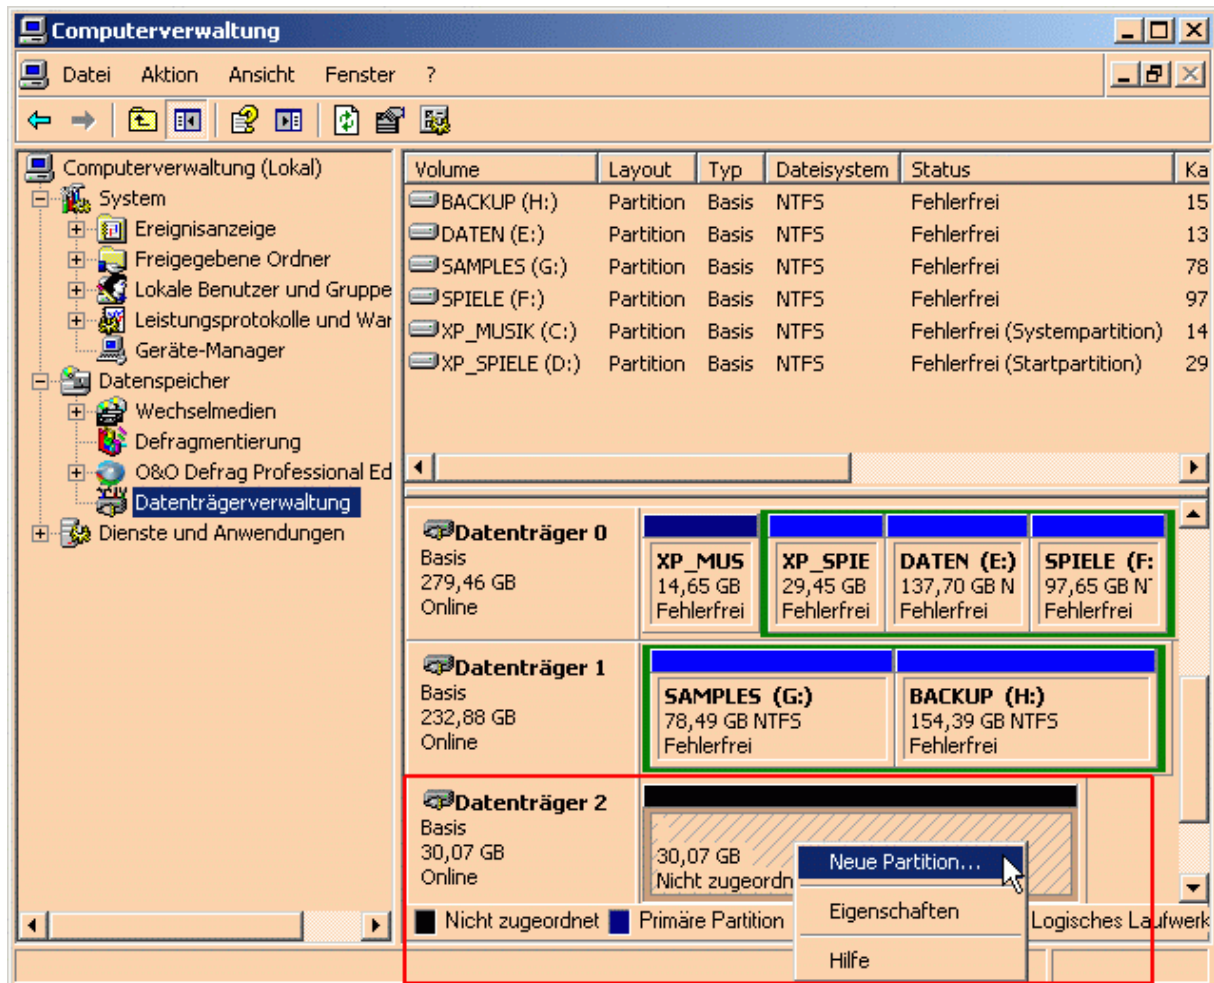 Computerverwaltung
Datei Aktion Ansicht Fenster ?
Computerverwaltung (Lokal)
System
Ereignisanzeige
Freigegebene Ordner
Lokale Benutzer und Gruppe
Leistungsprotokolle und War
Geräte-Manager
Datenspeicher
Wechselmedien
Defragmentierung
O&O Defrag Professional Ed
Datenträgerverwaltung
Dienste und Anwendungen
Volume Layout Typ Dateisystem Status Ka
BACKUP (H:) Partition Basis NTFS Fehlerfrei 15
DATEN (E:) Partition Basis NTFS Fehlerfrei 13
SAMPLES (G:) Partition Basis NTFS Fehlerfrei 78
SPIELE (F:) Partition Basis NTFS Fehlerfrei 97
XP_MUSIK (C:) Partition Basis NTFS Fehlerfrei (Systempartition) 14
XP_SPIELE (D:) Partition Basis NTFS Fehlerfrei (Startpartition) 29
Datenträger 0
Basis
279,46 GB
Online
XP_MUS
14,65 GB
Fehlerfrei
XP_SPIE
29,45 GB
Fehlerfrei
DATEN (E:)
137,70 GB N
Fehlerfrei
SPIELE (F:
97,65 GB N
Fehlerfrei
Datenträger 1
Basis
232,88 GB
Online
SAMPLES (G:)
78,49 GB NTFS
Fehlerfrei
BACKUP (H:)
154,39 GB NTFS
Fehlerfrei
Datenträger 2
Basis
30,07 GB
Online
30,07 GB
Nicht zugeordn
Neue Partition...
Eigenschaften
Hilfe
Nicht zugeordnet Primäre Partition Logisches Laufwerk